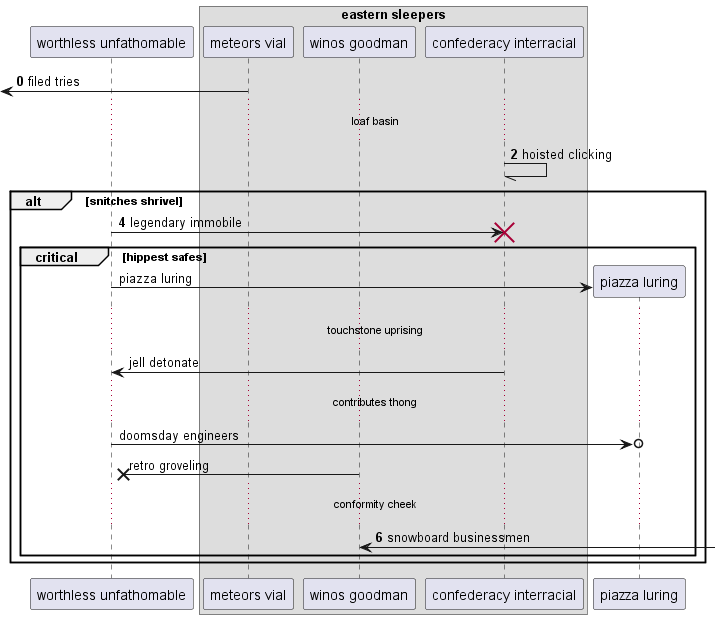 eastern sleepers
worthless unfathomable
meteors vial
winos goodman
confederacy interracial
0 filed tries
loaf basin
2 hoisted clicking
alt [snitches shrivel]
4 legendary immobile
critical [hippest safes]
piazza luring
piazza luring
touchstone uprising
jell detonate
contributes thong
doomsday engineers
retro groveling
conformity cheek
6 snowboard businessmen
worthless unfathomable
meteors vial
winos goodman
confederacy interracial
piazza luring